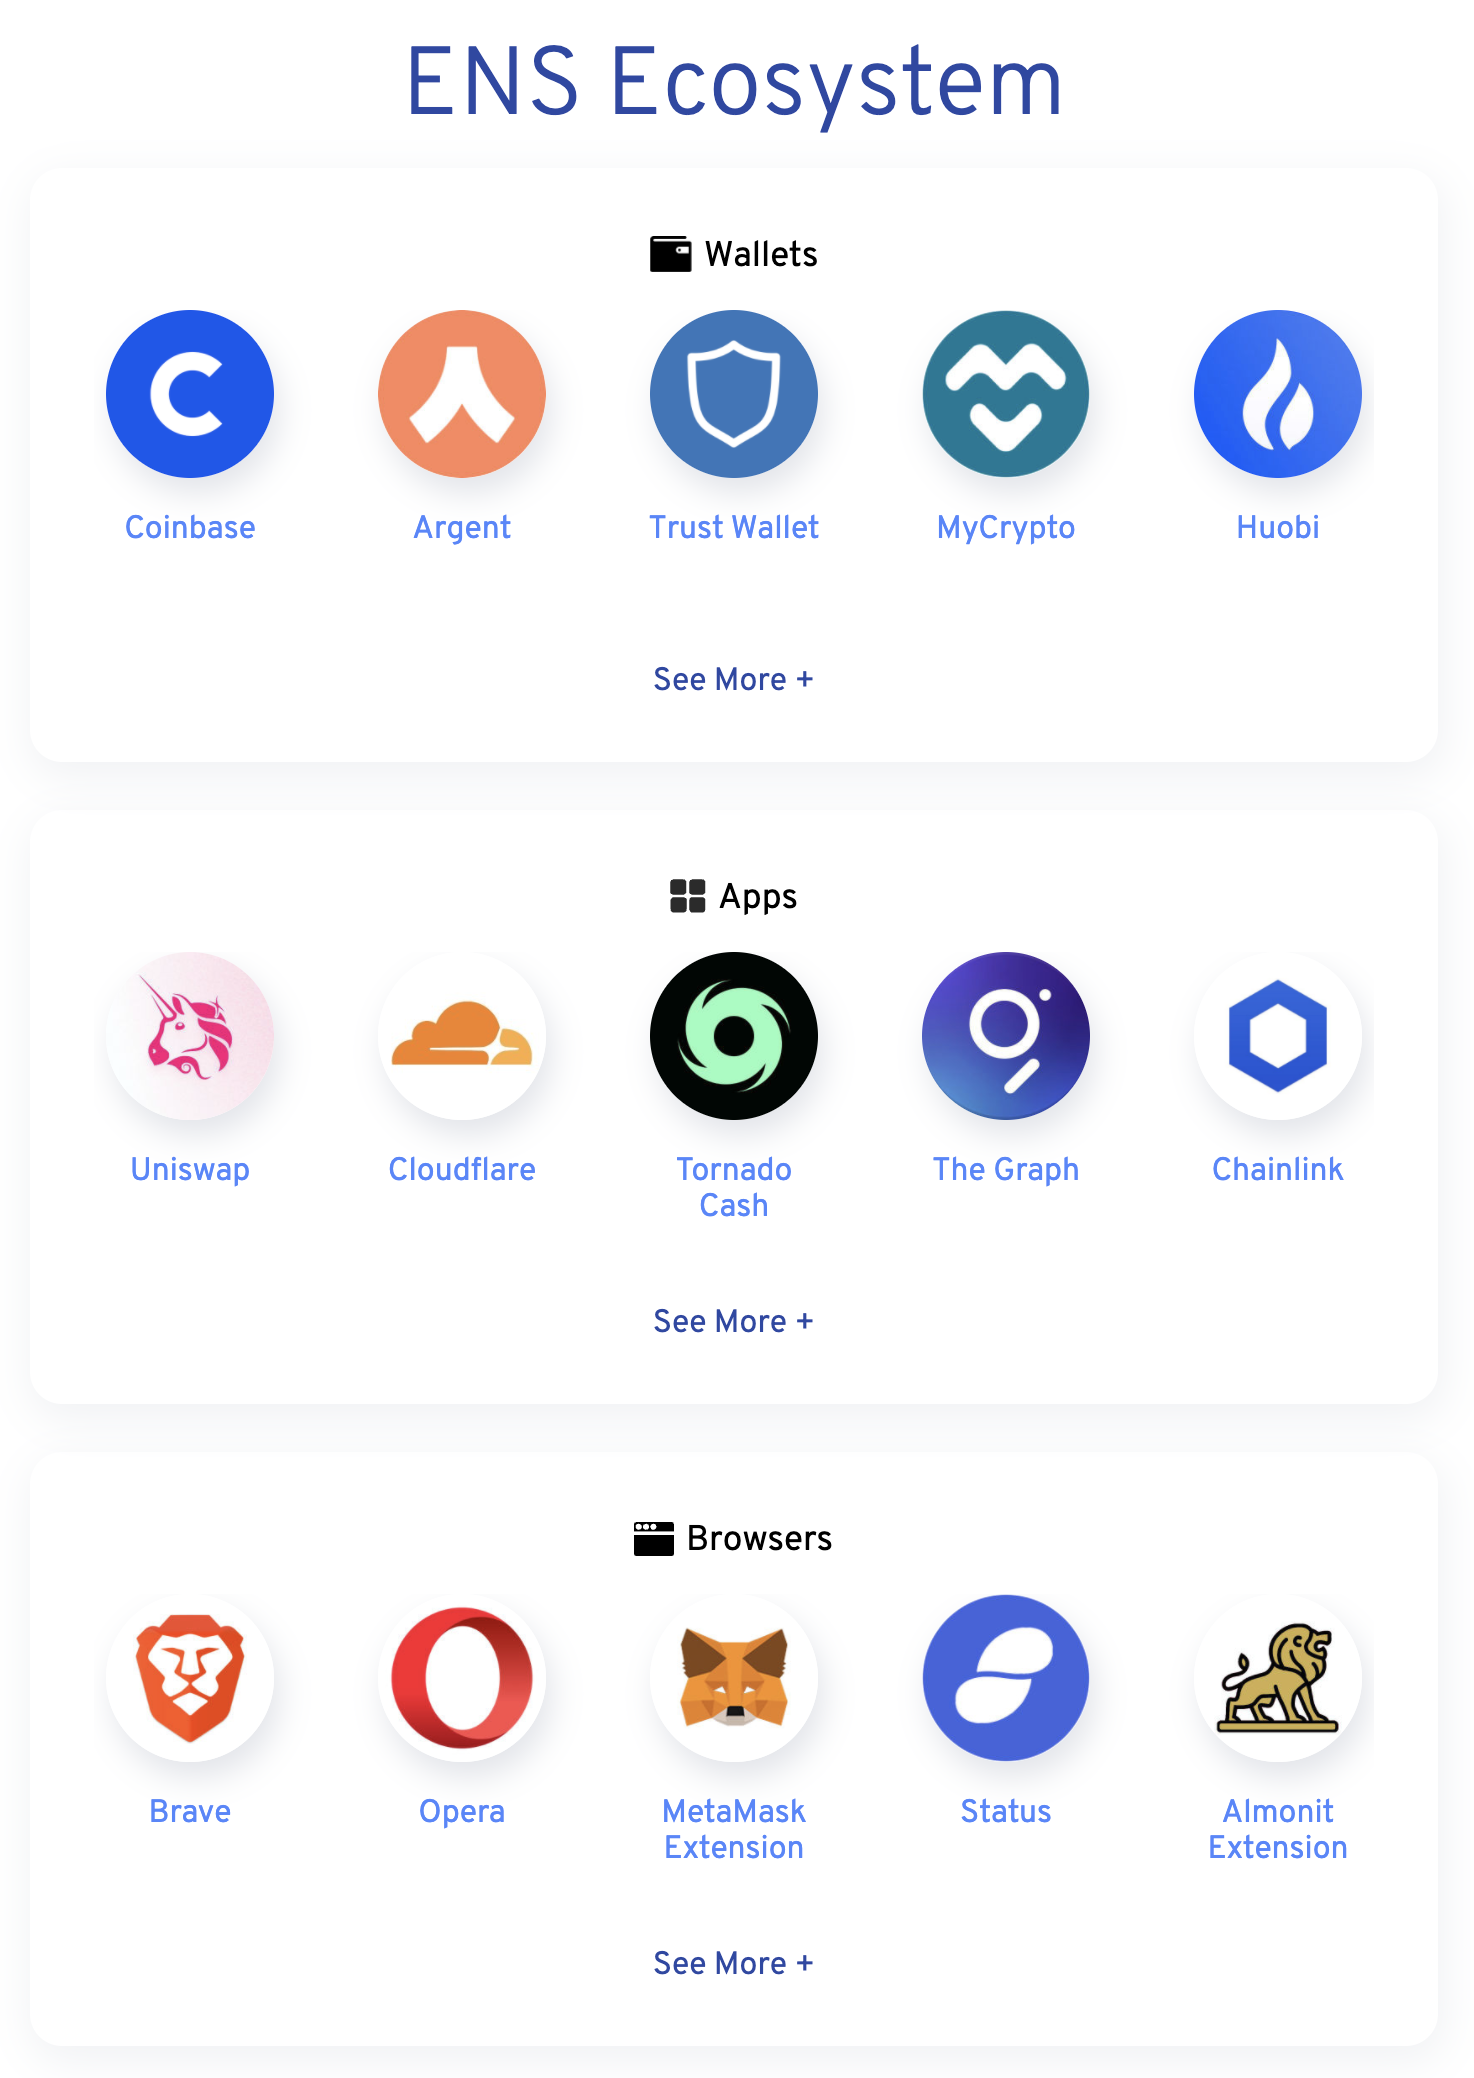 ENS Ecosystem
Wallets
Coinbase
Argent
Trust Wallet
MyCrypto
Huobi
See More +
Apps
Uniswap
Cloudflare
Tornado
Cash
The Graph
Chainlink
See More +
Browsers
Brave
Opera
MetaMask
Extension
Status
Almonit
Extension
See More +